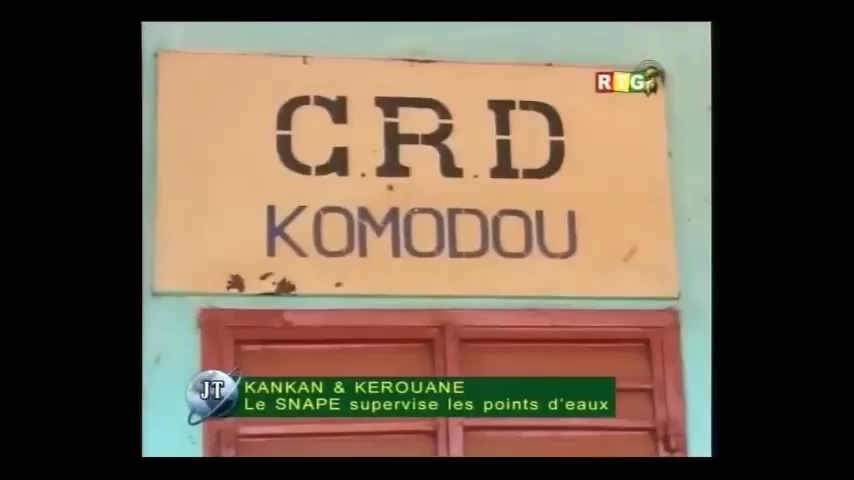 RTG
C.R.D
KOMODOU
JT
KANKAN & KEROUANE
Le SNAPE supervise les points d'eaux